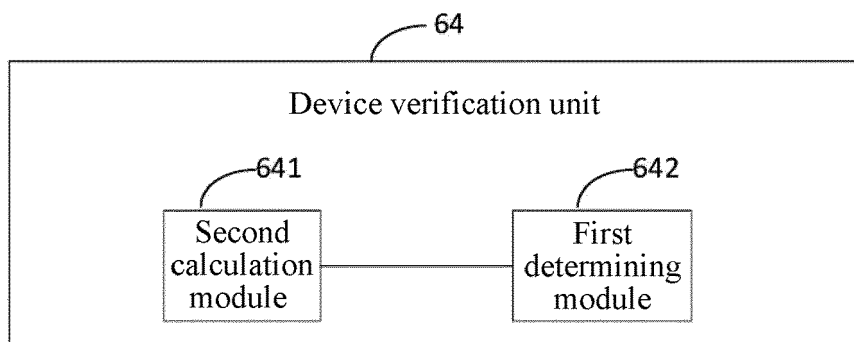 64
Device verification unit
641
642
Second
calculation
module
First
determining
module